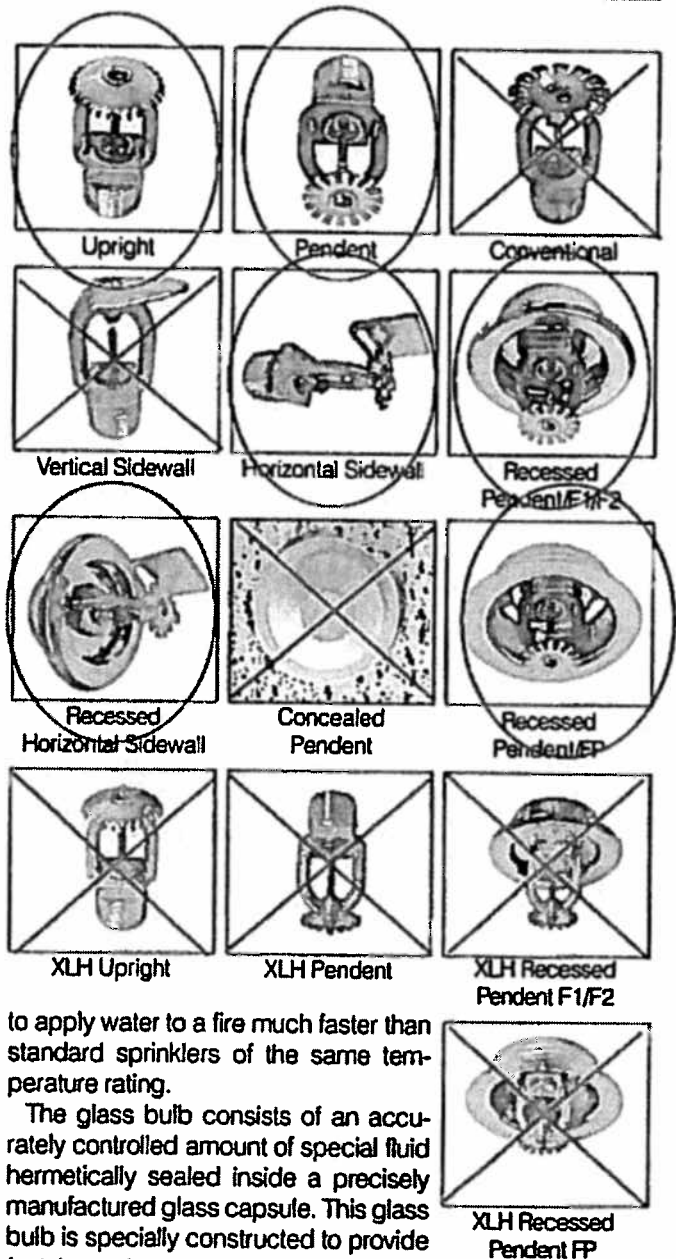 Upright
Pendent
Conventional
Vertical Sidewall
Horizontal Sidewall
Recessed
Pendent/F1/F2
Recessed
Horizontal Sidewall
Concealed
Pendent
Recessed
Pendent/FP
XLH Upright
XLH Pendent
XLH Recessed
Pendent F1/F2
to apply water to a fire much faster than
standard sprinklers of the same tem-
perature rating.
The glass bulb consists of an accu-
rately controlled amount of special fluid
hermetically sealed inside a precisely
manufactured glass capsule. This glass
bulb is specially constructed to provide
XLH Recessed
Pendent FP